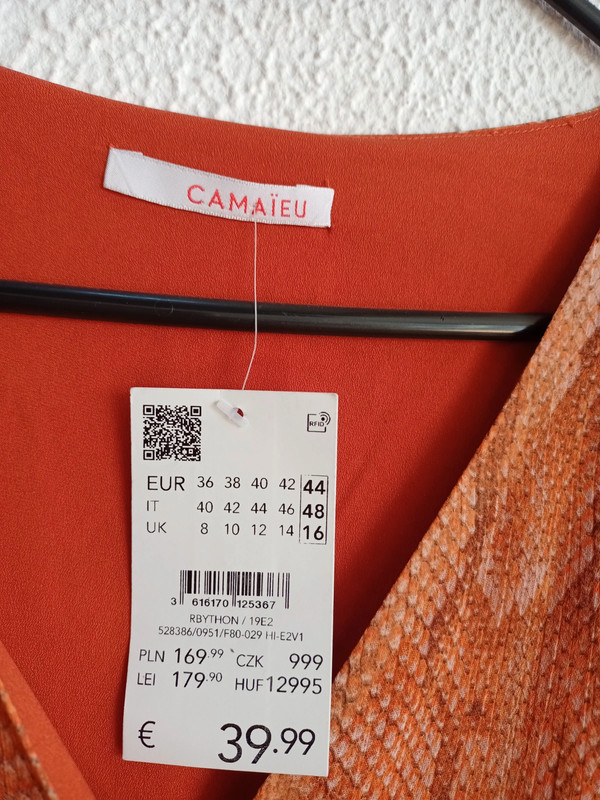 CAMAÏEU
RFID
EUR 36 38 40 42 44
IT 40 42 44 46 48
UK 8 10 12 14 16
3 616170 125367
RBYTHON / 19E2
528386/0951/F80-029 HI-E2V1
PLN 169.99 CZK 999
LEI 179.90 HUF 12995
€ 39.99